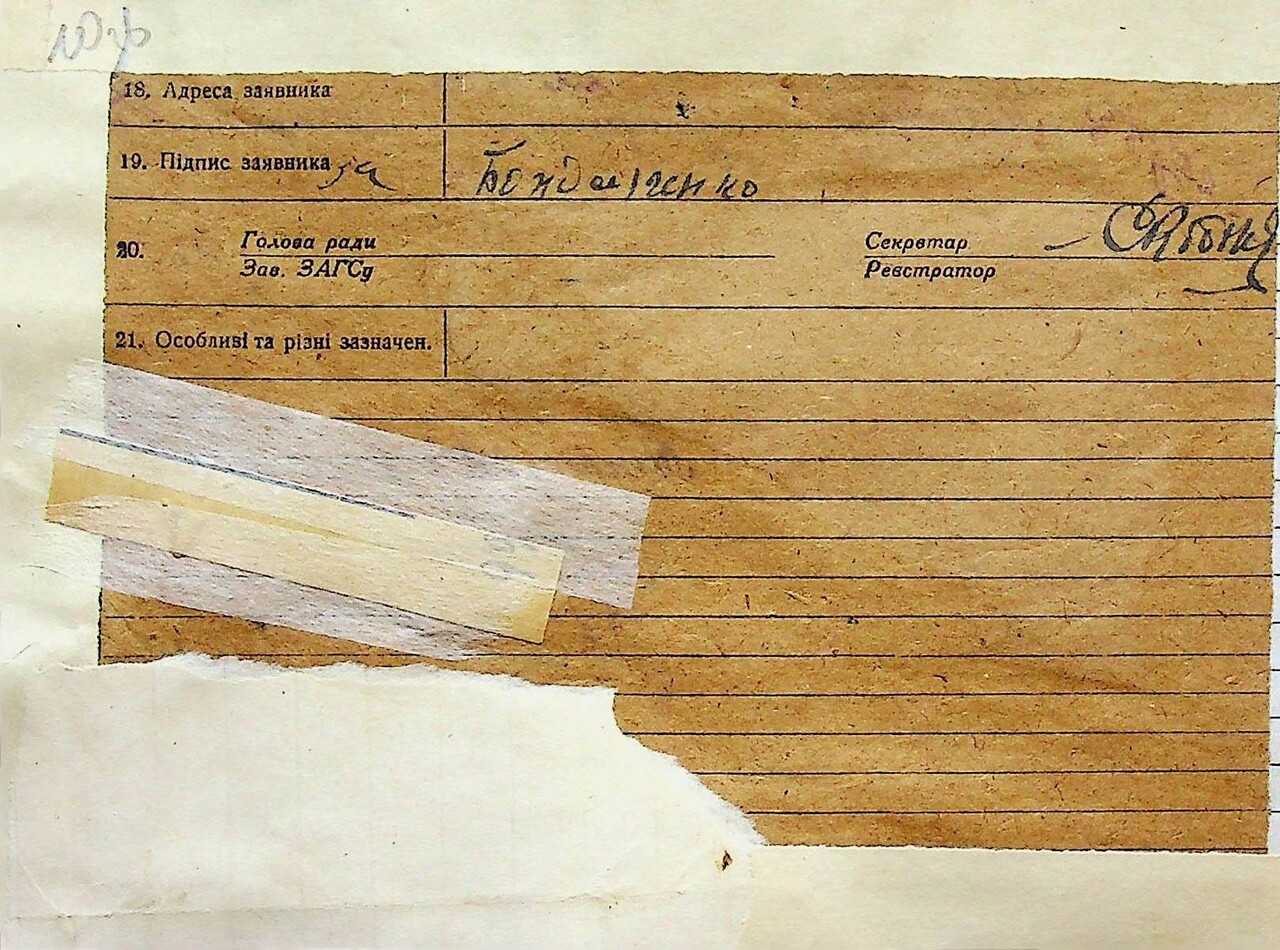 18. Адреса заявника
19. Підпис заявника за Бондаренко
20. Голова ради Секретар
Зав. ЗАГСу Реєстратор
21. Особливі та різні зазначен.